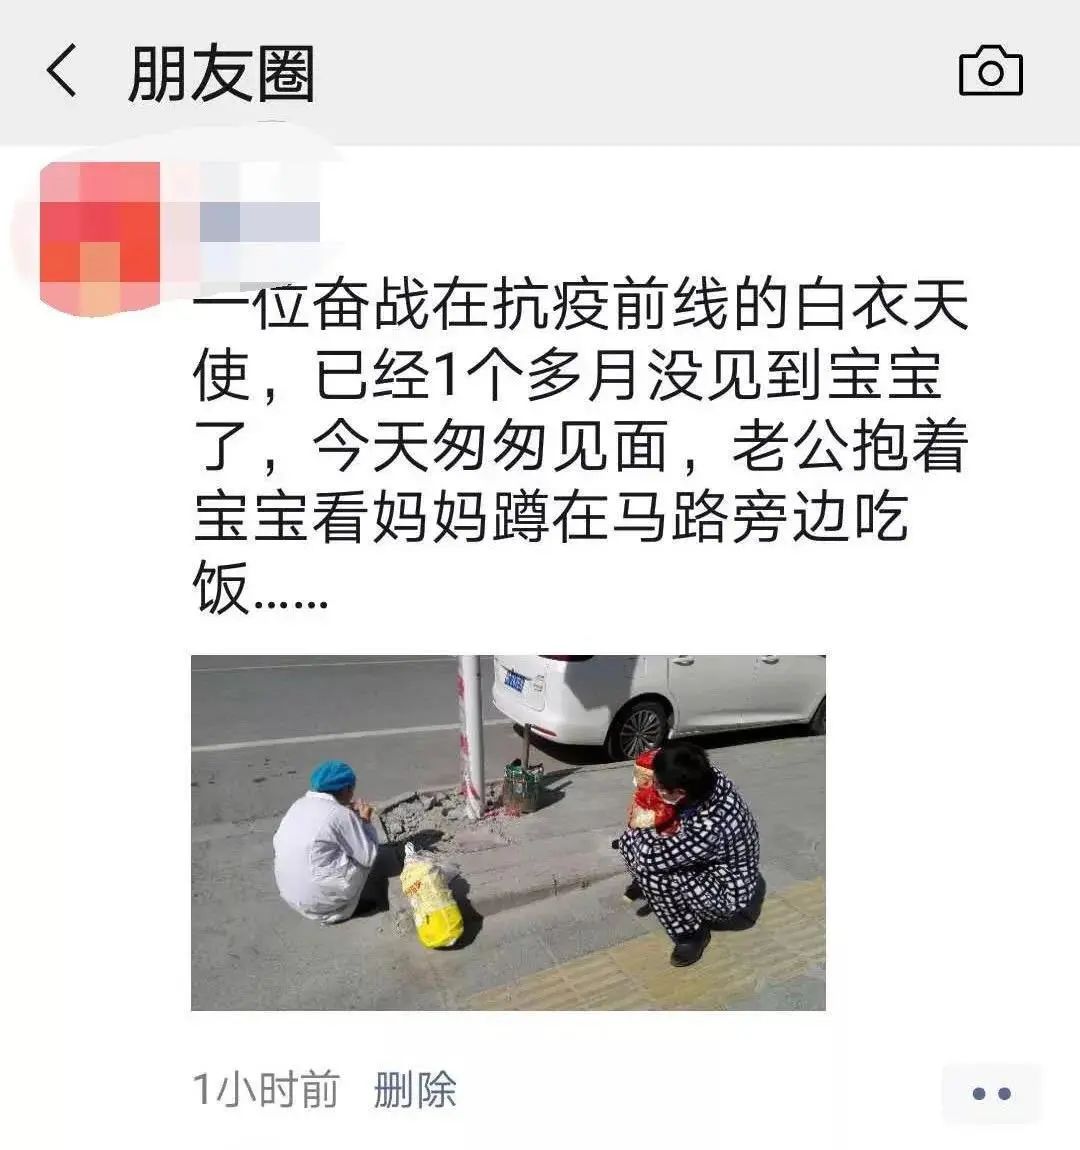 朋友圈
一位奋战在抗疫前线的白衣天
使，已经1个多月没见到宝宝
了，今天匆匆见面，老公抱着
宝宝看妈妈蹲在马路旁边吃
饭……
1小时前 删除